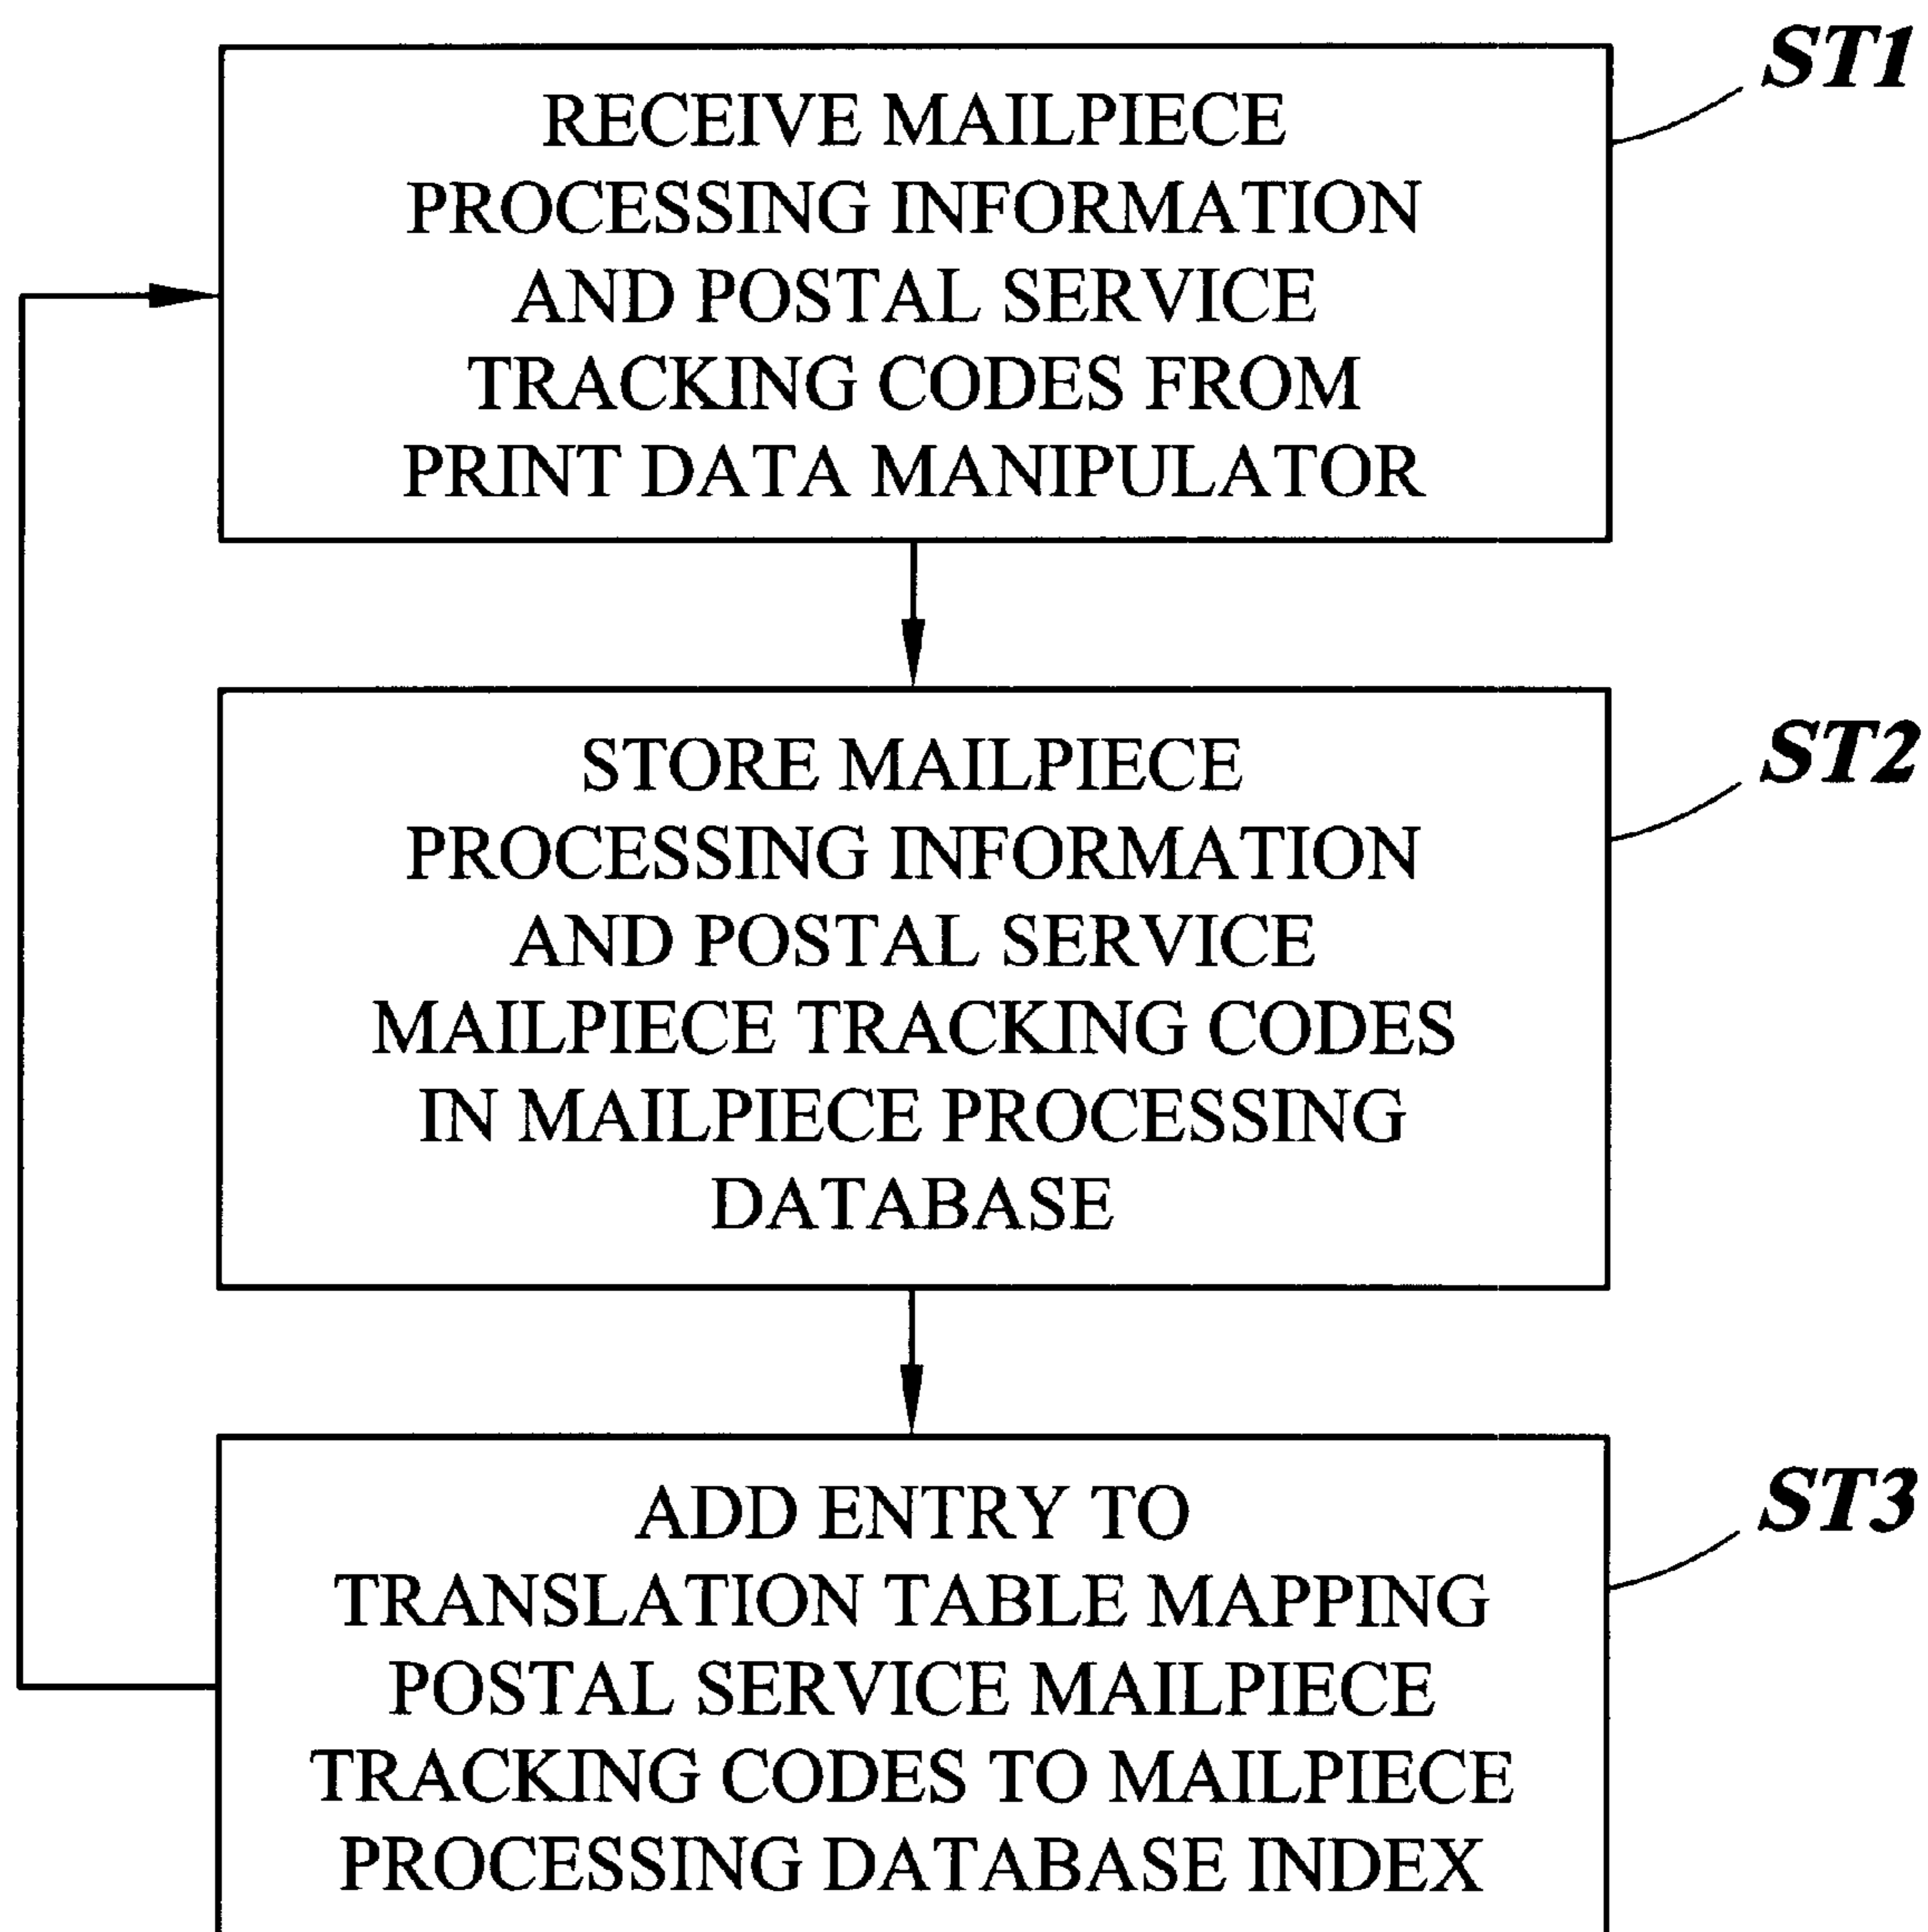 ST1
RECEIVE MAILPIECE
PROCESSING INFORMATION
AND POSTAL SERVICE
TRACKING CODES FROM
PRINT DATA MANIPULATOR
ST2
STORE MAILPIECE
PROCESSING INFORMATION
AND POSTAL SERVICE
MAILPIECE TRACKING CODES
IN MAILPIECE PROCESSING
DATABASE
ST3
ADD ENTRY TO
TRANSLATION TABLE MAPPING
POSTAL SERVICE MAILPIECE
TRACKING CODES TO MAILPIECE
PROCESSING DATABASE INDEX